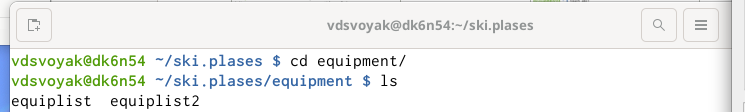 vdsvoyak@dk6n54:~/ski.plases
vdsvoyak@dk6n54 ~/ski.plases $ cd equipment/
vdsvoyak@dk6n54 ~/ski.plases/equipment $ ls
equiplist  equiplist2